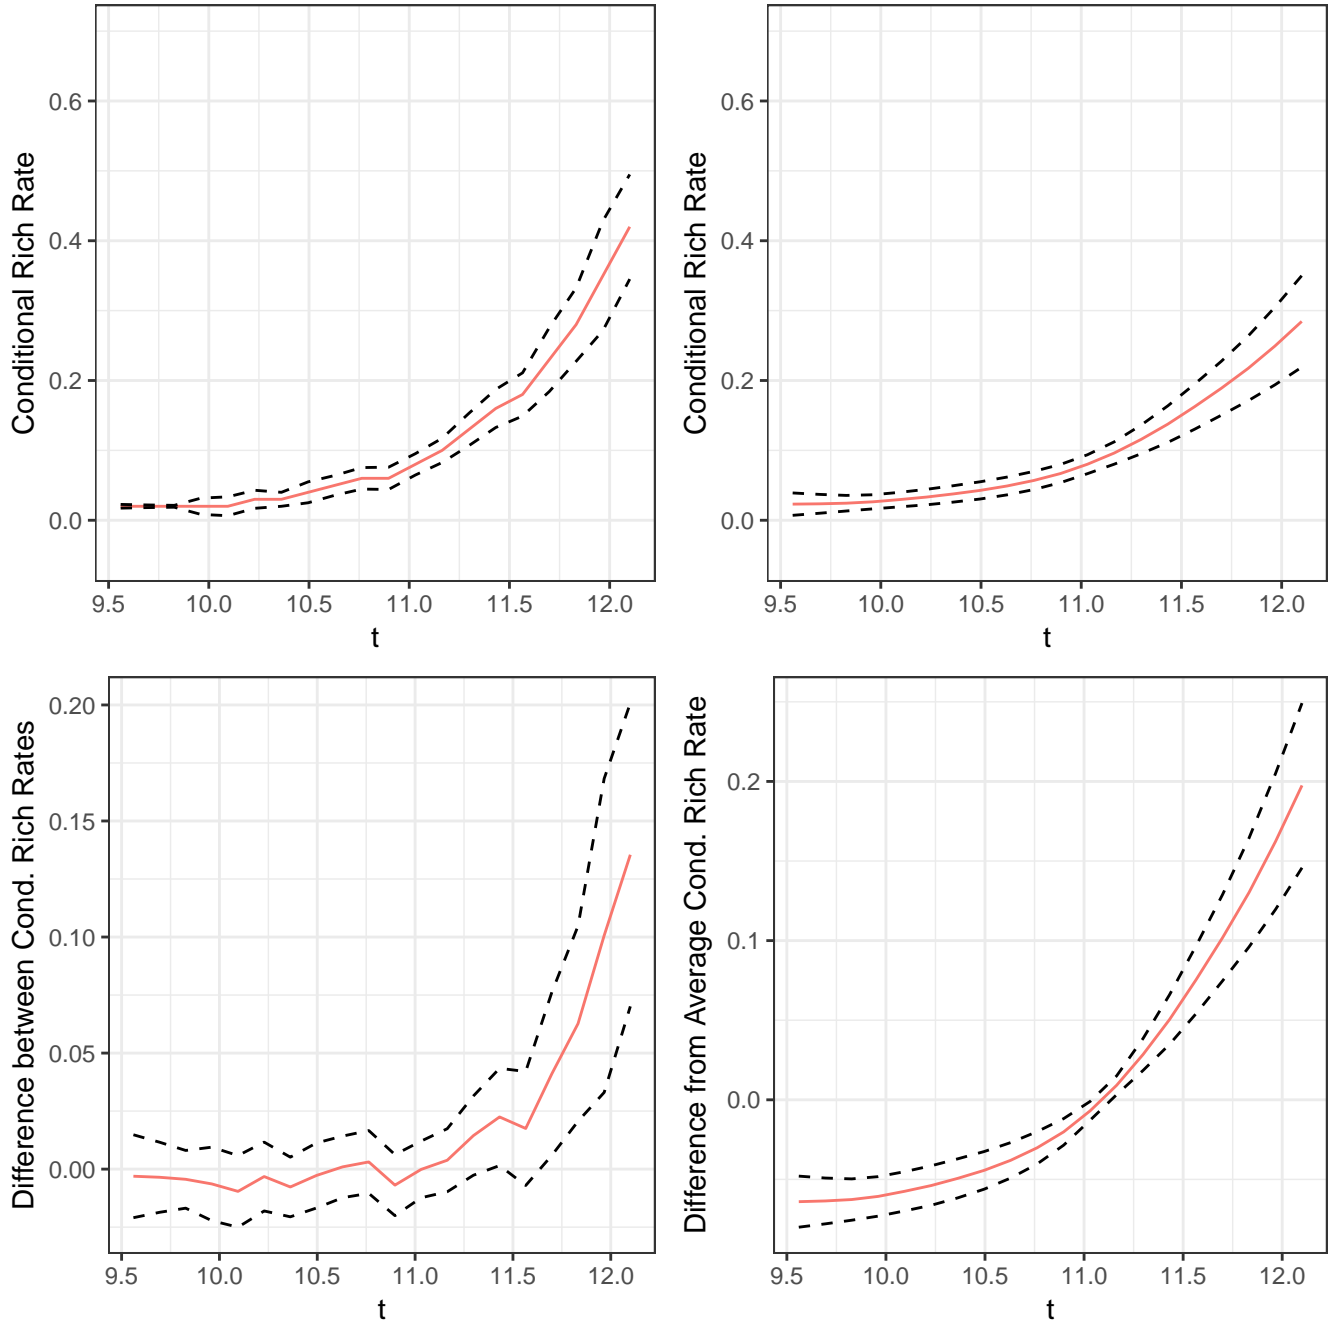 Conditional Rich Rate
0.6
0.4
0.2
0.0
9.5 10.0 10.5 11.0 11.5 12.0
t
Conditional Rich Rate
0.6
0.4
0.2
0.0
9.5 10.0 10.5 11.0 11.5 12.0
t
Difference between Cond. Rich Rates
0.20
0.15
0.10
0.05
0.00
9.5 10.0 10.5 11.0 11.5 12.0
t
Difference from Average Cond. Rich Rate
0.2
0.1
0.0
9.5 10.0 10.5 11.0 11.5 12.0
t